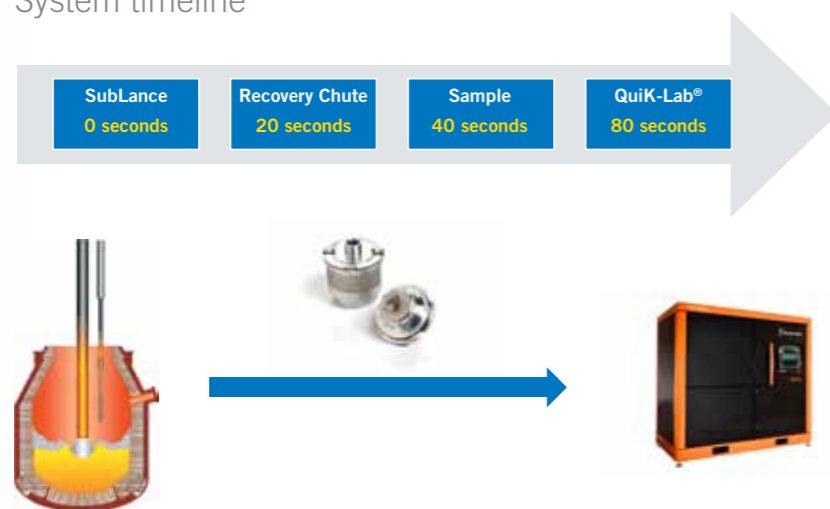 System timeline
SubLance
0 seconds
Recovery Chute
20 seconds
Sample
40 seconds
QuiK-Lab®
80 seconds